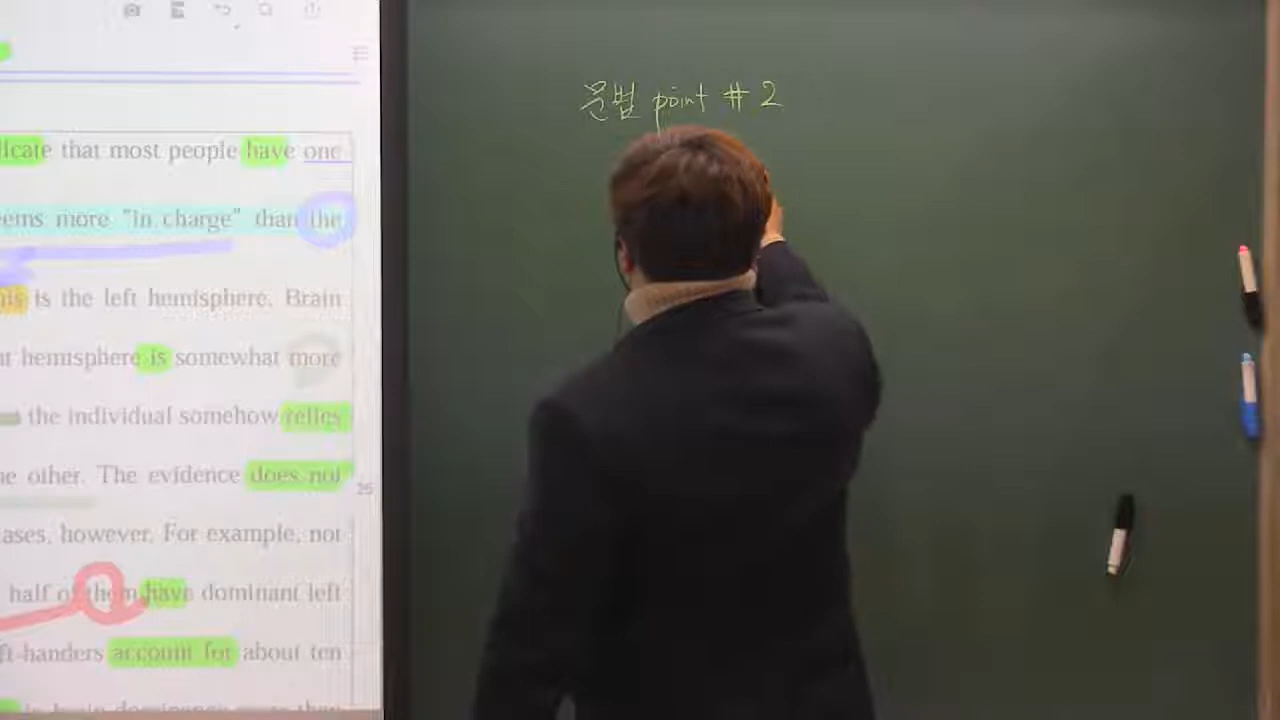 문법 point # 2
icate that most people have one
eems more "in charge" than the
his is the left hemisphere. Brain
hemisphere is somewhat more
the individual somehow relies
other. The evidence does not
25
ases, however. For example, not
half of them have dominant left
ft-handers account for about ten